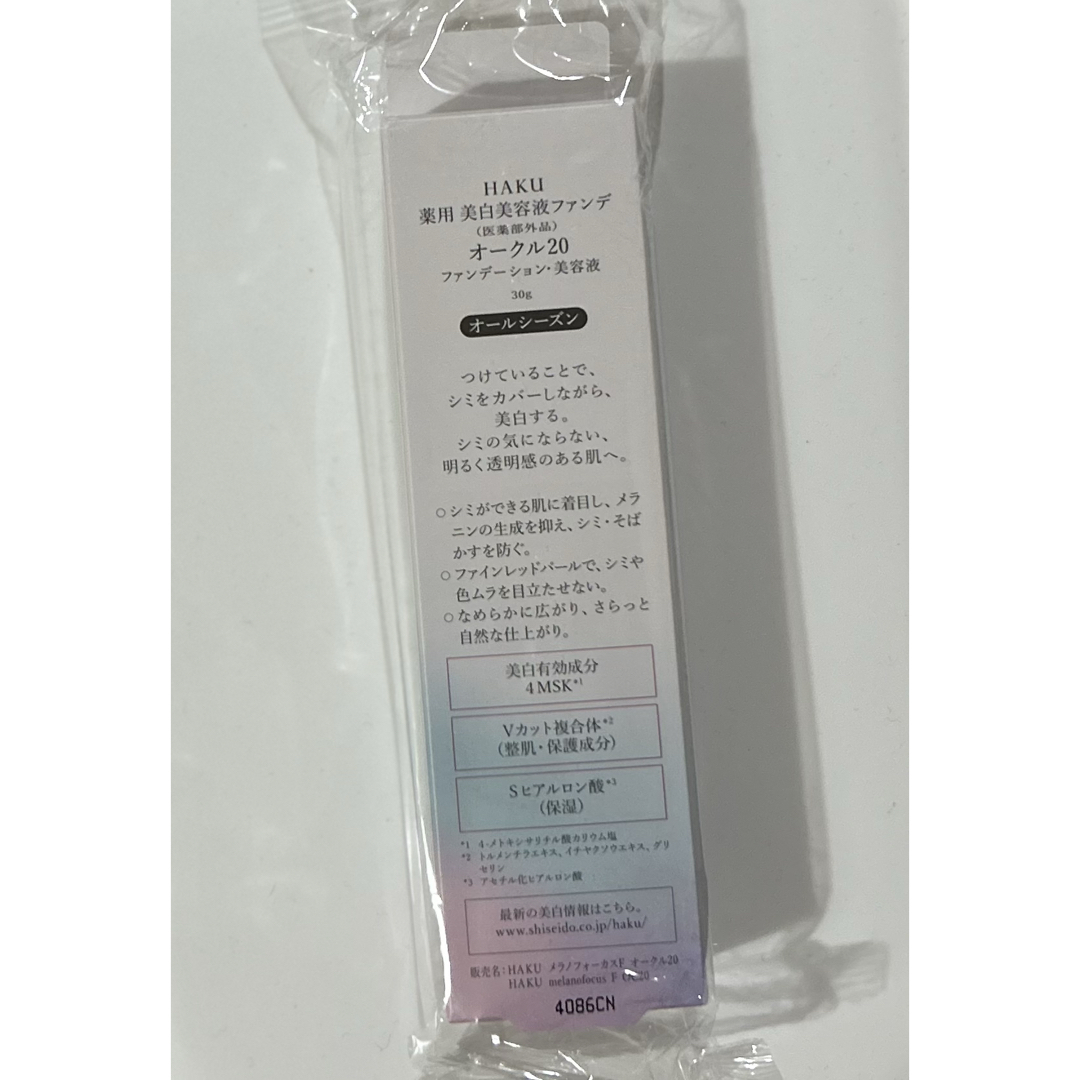 HAKU
薬用 美白美容液ファンデ
（医薬部外品）
オークル20
ファンデーション・美容液
30g
オールシーズン
つけていることで、
シミをカバーしながら、
美白する。
シミの気にならない、
明るく透明感のある肌へ。
○シミができる肌に着目し、メラ
ニンの生成を抑え、シミ・そば
かすを防ぐ。
○ファインレッドパールで、シミや
色ムラを目立たせない。
○なめらかに広がり、さらっと
自然な仕上がり。
美白有効成分
4MSK*1
Vカット複合体*2
（整肌・保護成分）
Sヒアルロン酸*3
（保湿）
*1 4-メトキシサリチル酸カリウム塩
*2 トルメンチラエキス、イチヤクソウエキス、グリ
セリン
*3 アセチル化ヒアルロン酸
最新の美白情報はこちら。
www.shiseido.co.jp/haku/
販売名：HAKU メラノフォーカスF オークル20
HAKU melanofocus F OC20
4086CN